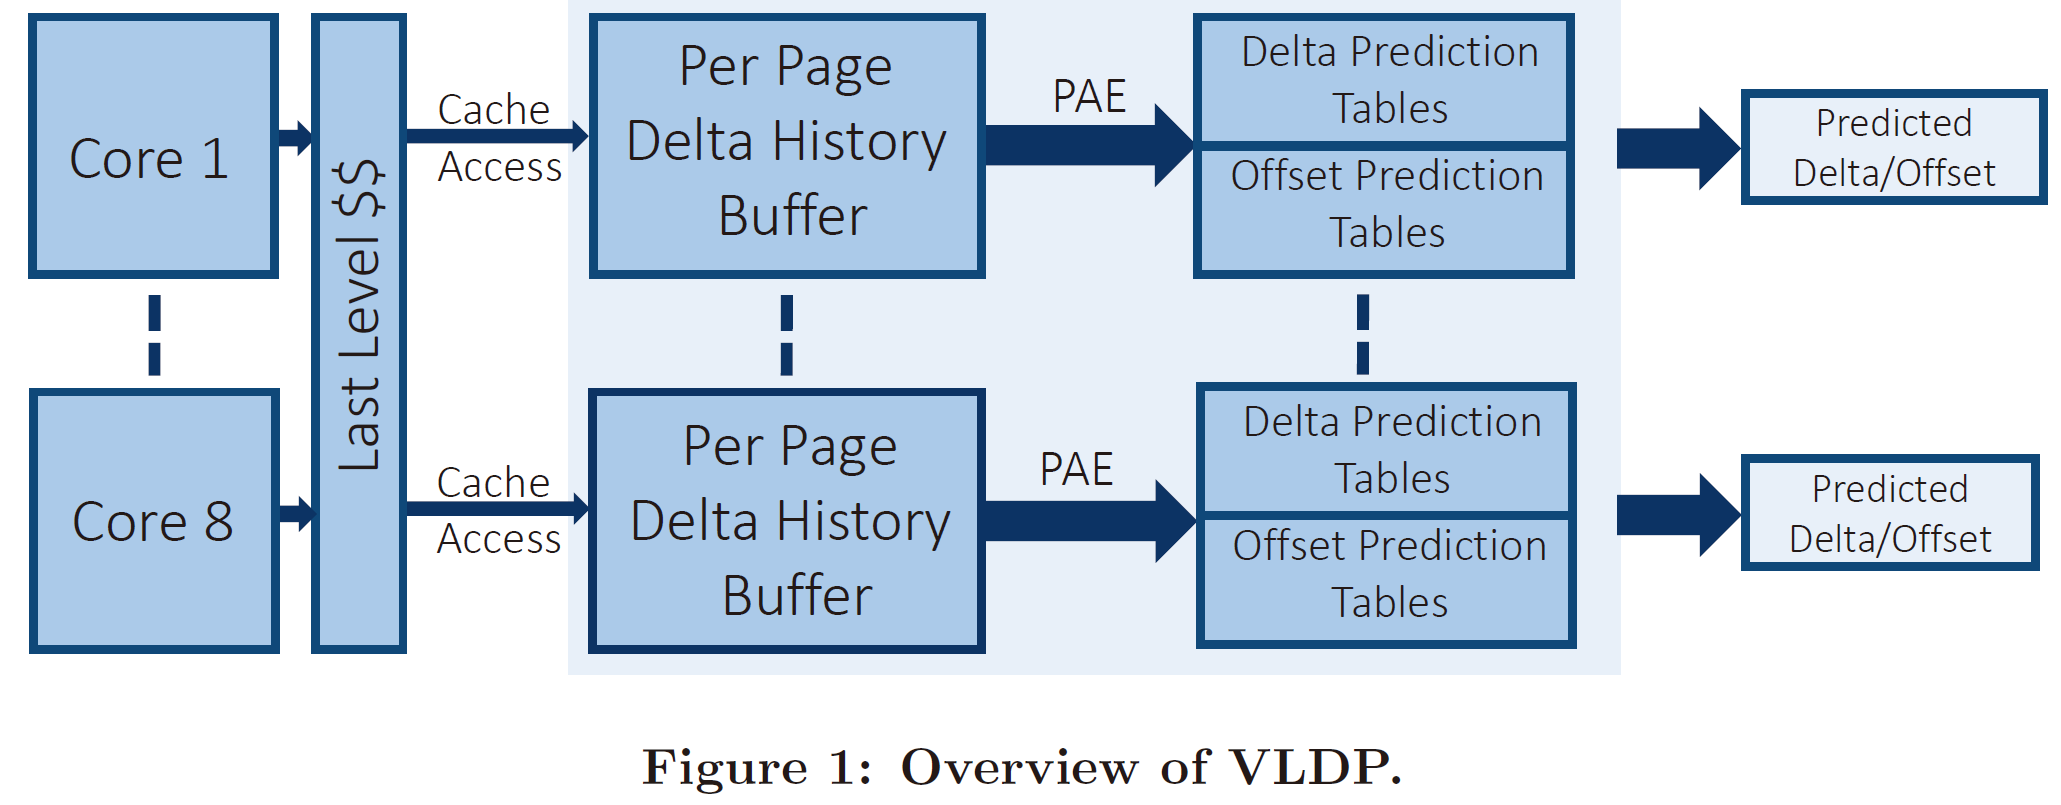 Core 1
Last Level $$
Cache
Access
Per Page
Delta History
Buffer
PAE
Delta Prediction
Tables
Offset Prediction
Tables
Predicted
Delta/Offset
Core 8
Cache
Access
Per Page
Delta History
Buffer
PAE
Delta Prediction
Tables
Offset Prediction
Tables
Predicted
Delta/Offset
Figure 1: Overview of VLDP.